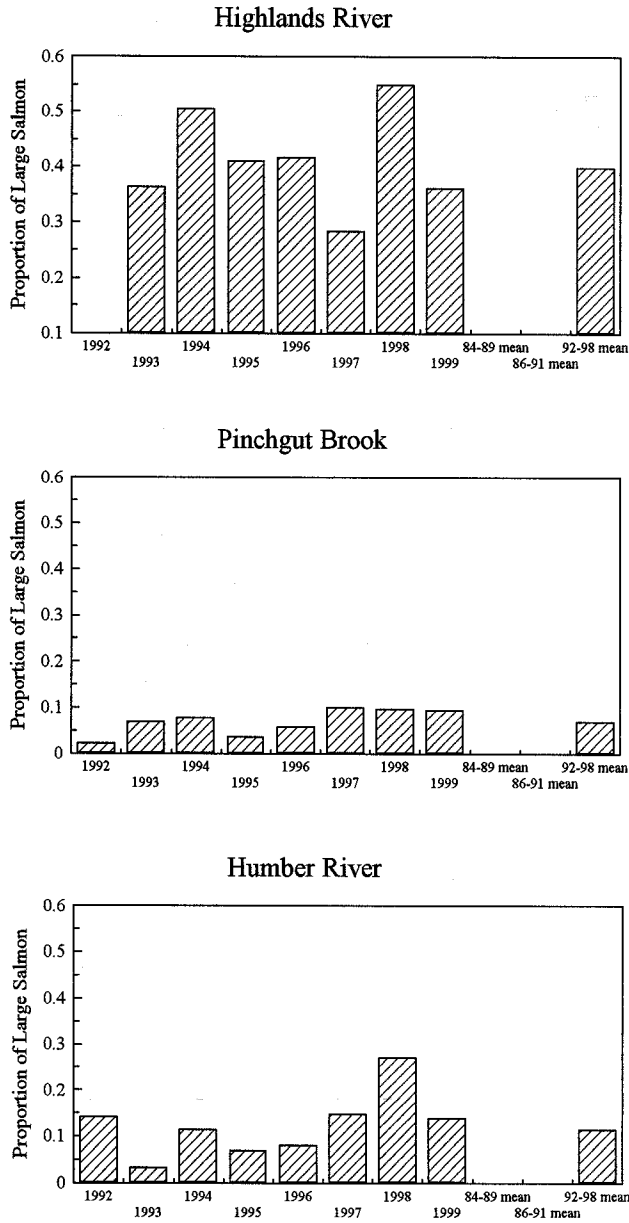 Highlands River
Proportion of Large Salmon
0.6
0.5
0.4
0.3
0.2
0.1
1992 1994 1996 1998 84-89 mean 92-98 mean
1993 1995 1997 1999 86-91 mean
Pinchgut Brook
Proportion of Large Salmon
0.6
0.5
0.4
0.3
0.2
0.1
0
1992 1994 1996 1998 84-89 mean 92-98 mean
1993 1995 1997 1999 86-91 mean
Humber River
Proportion of Large Salmon
0.6
0.5
0.4
0.3
0.2
0.1
0
1992 1994 1996 1998 84-89 mean 92-98 mean
1993 1995 1997 1999 86-91 mean